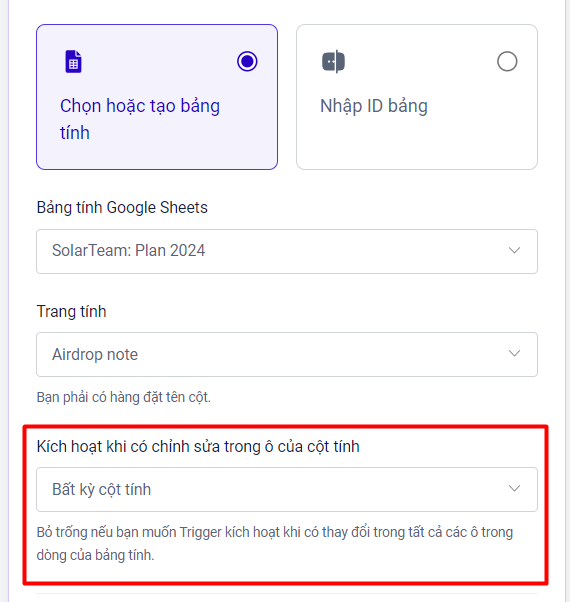 Chọn hoặc tạo bảng
tính
Nhập ID bảng
Bảng tính Google Sheets
SolarTeam: Plan 2024
Trang tính
Airdrop note
Bạn phải có hàng đặt tên cột.
Kích hoạt khi có chỉnh sửa trong ô của cột tính
Bất kỳ cột tính
Bỏ trống nếu bạn muốn Trigger kích hoạt khi có thay đổi trong tất cả các ô trong
dòng của bảng tính.